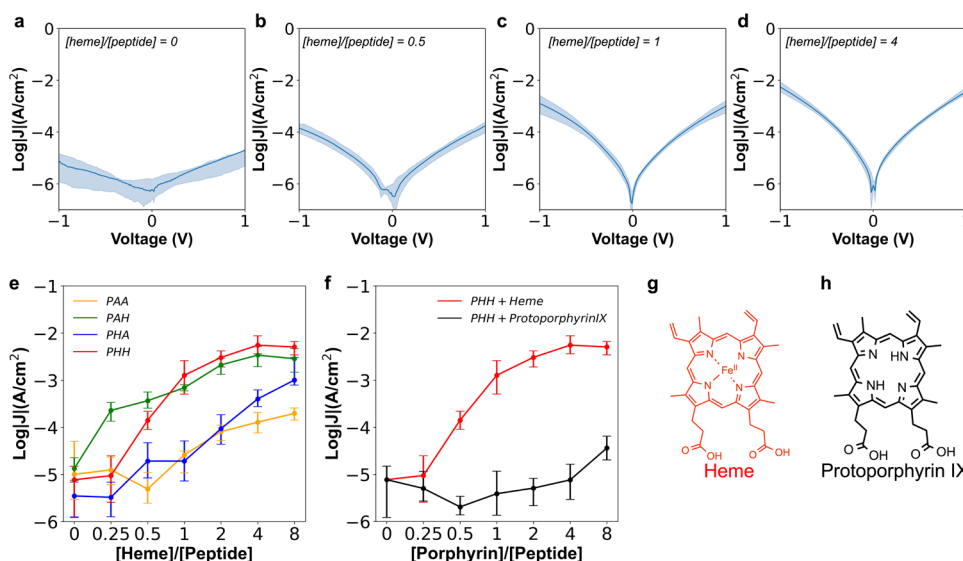 a
b
c
d
[heme]/[peptide] = 0
[heme]/[peptide] = 0.5
[heme]/[peptide] = 1
[heme]/[peptide] = 4
Log|J|(A/cm²)
0
−2
−4
−6
−1 0 1
Voltage (V)
Log|J|(A/cm²)
0
−2
−4
−6
−1 0 1
Voltage (V)
Log|J|(A/cm²)
0
−2
−4
−6
−1 0 1
Voltage (V)
Log|J|(A/cm²)
0
−2
−4
−6
−1 0 1
Voltage (V)
e
Log|J|(A/cm²)
−1
−2
−3
−4
−5
−6
PAA
PAH
PHA
PHH
0 0.25 0.5 1 2 4 8
[Heme]/[Peptide]
f
Log|J|(A/cm²)
−1
−2
−3
−4
−5
−6
PHH + Heme
PHH + ProtoporphyrinIX
0 0.25 0.5 1 2 4 8
[Porphyrin]/[Peptide]
g
N
N
Feᴵᴵ
N
N
O
OH
O
OH
Heme
h
N
HN
NH
N
O
OH
O
OH
Protoporphyrin IX